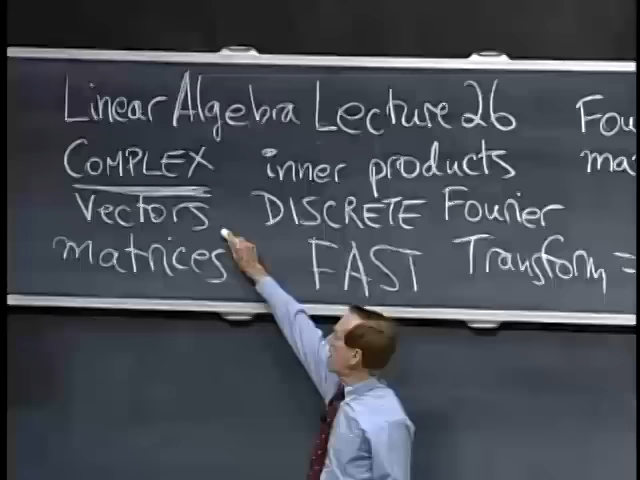 Linear Algebra Lecture 26
COMPLEX inner products
vectors DISCRETE Fourier
matrices FAST Transform =